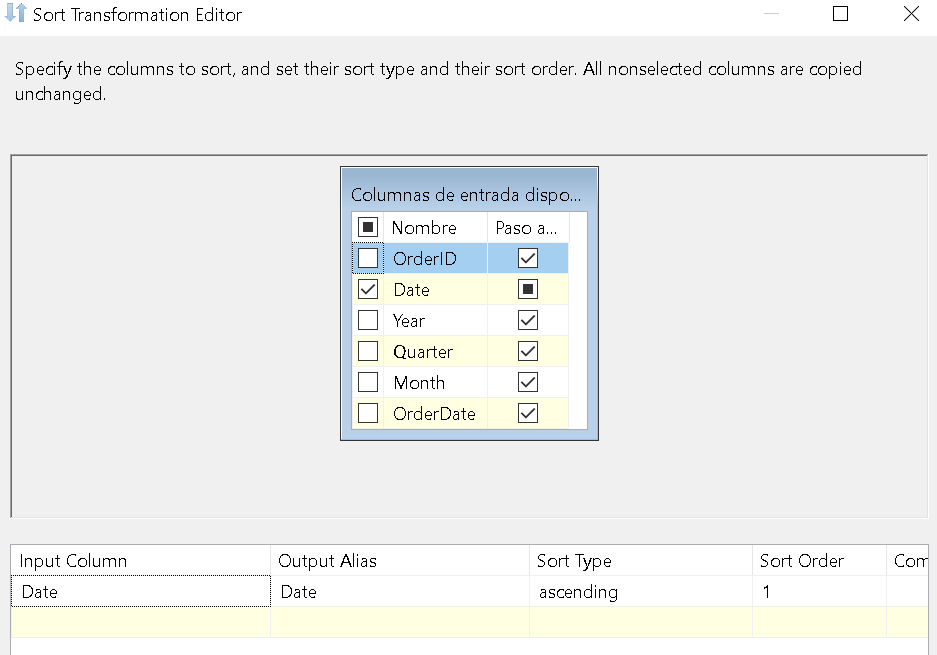 Sort Transformation Editor
Specify the columns to sort, and set their sort type and their sort order. All nonselected columns are copied
unchanged.
Columnas de entrada dispo...
Nombre Paso a...
OrderID
Date
Year
Quarter
Month
OrderDate
Input Column Output Alias Sort Type Sort Order Com
Date Date ascending 1